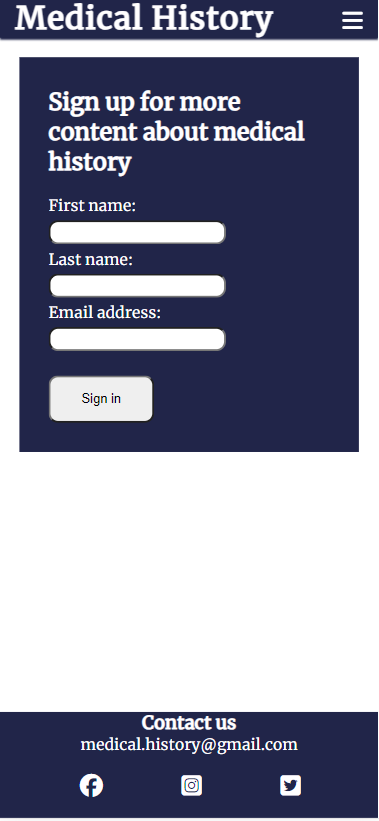 Medical History
Sign up for more
content about medical
history
First name:
Last name:
Email address:
Sign in
Contact us
medical.history@gmail.com